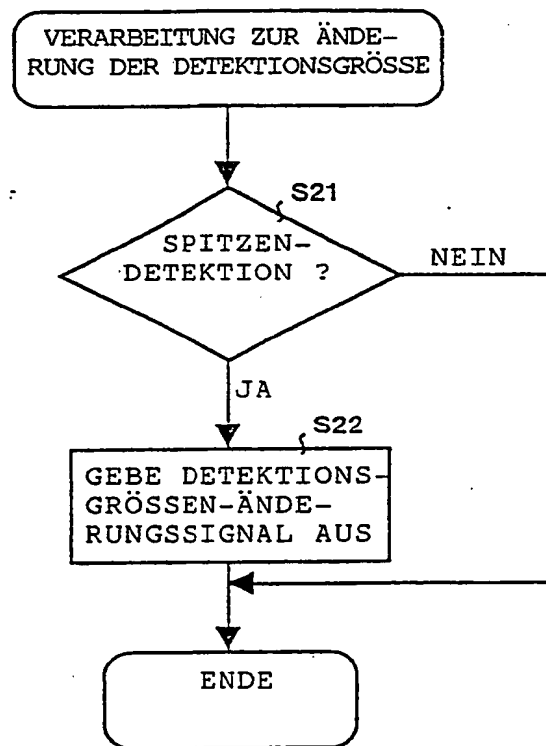 VERARBEITUNG ZUR ÄNDE-
RUNG DER DETEKTIONSGRÖSSE
S21
SPITZEN-
DETEKTION ?
NEIN
JA
S22
GEBE DETEKTIONS-
GRÖSSEN-ÄNDE-
RUNGSSIGNAL AUS
ENDE